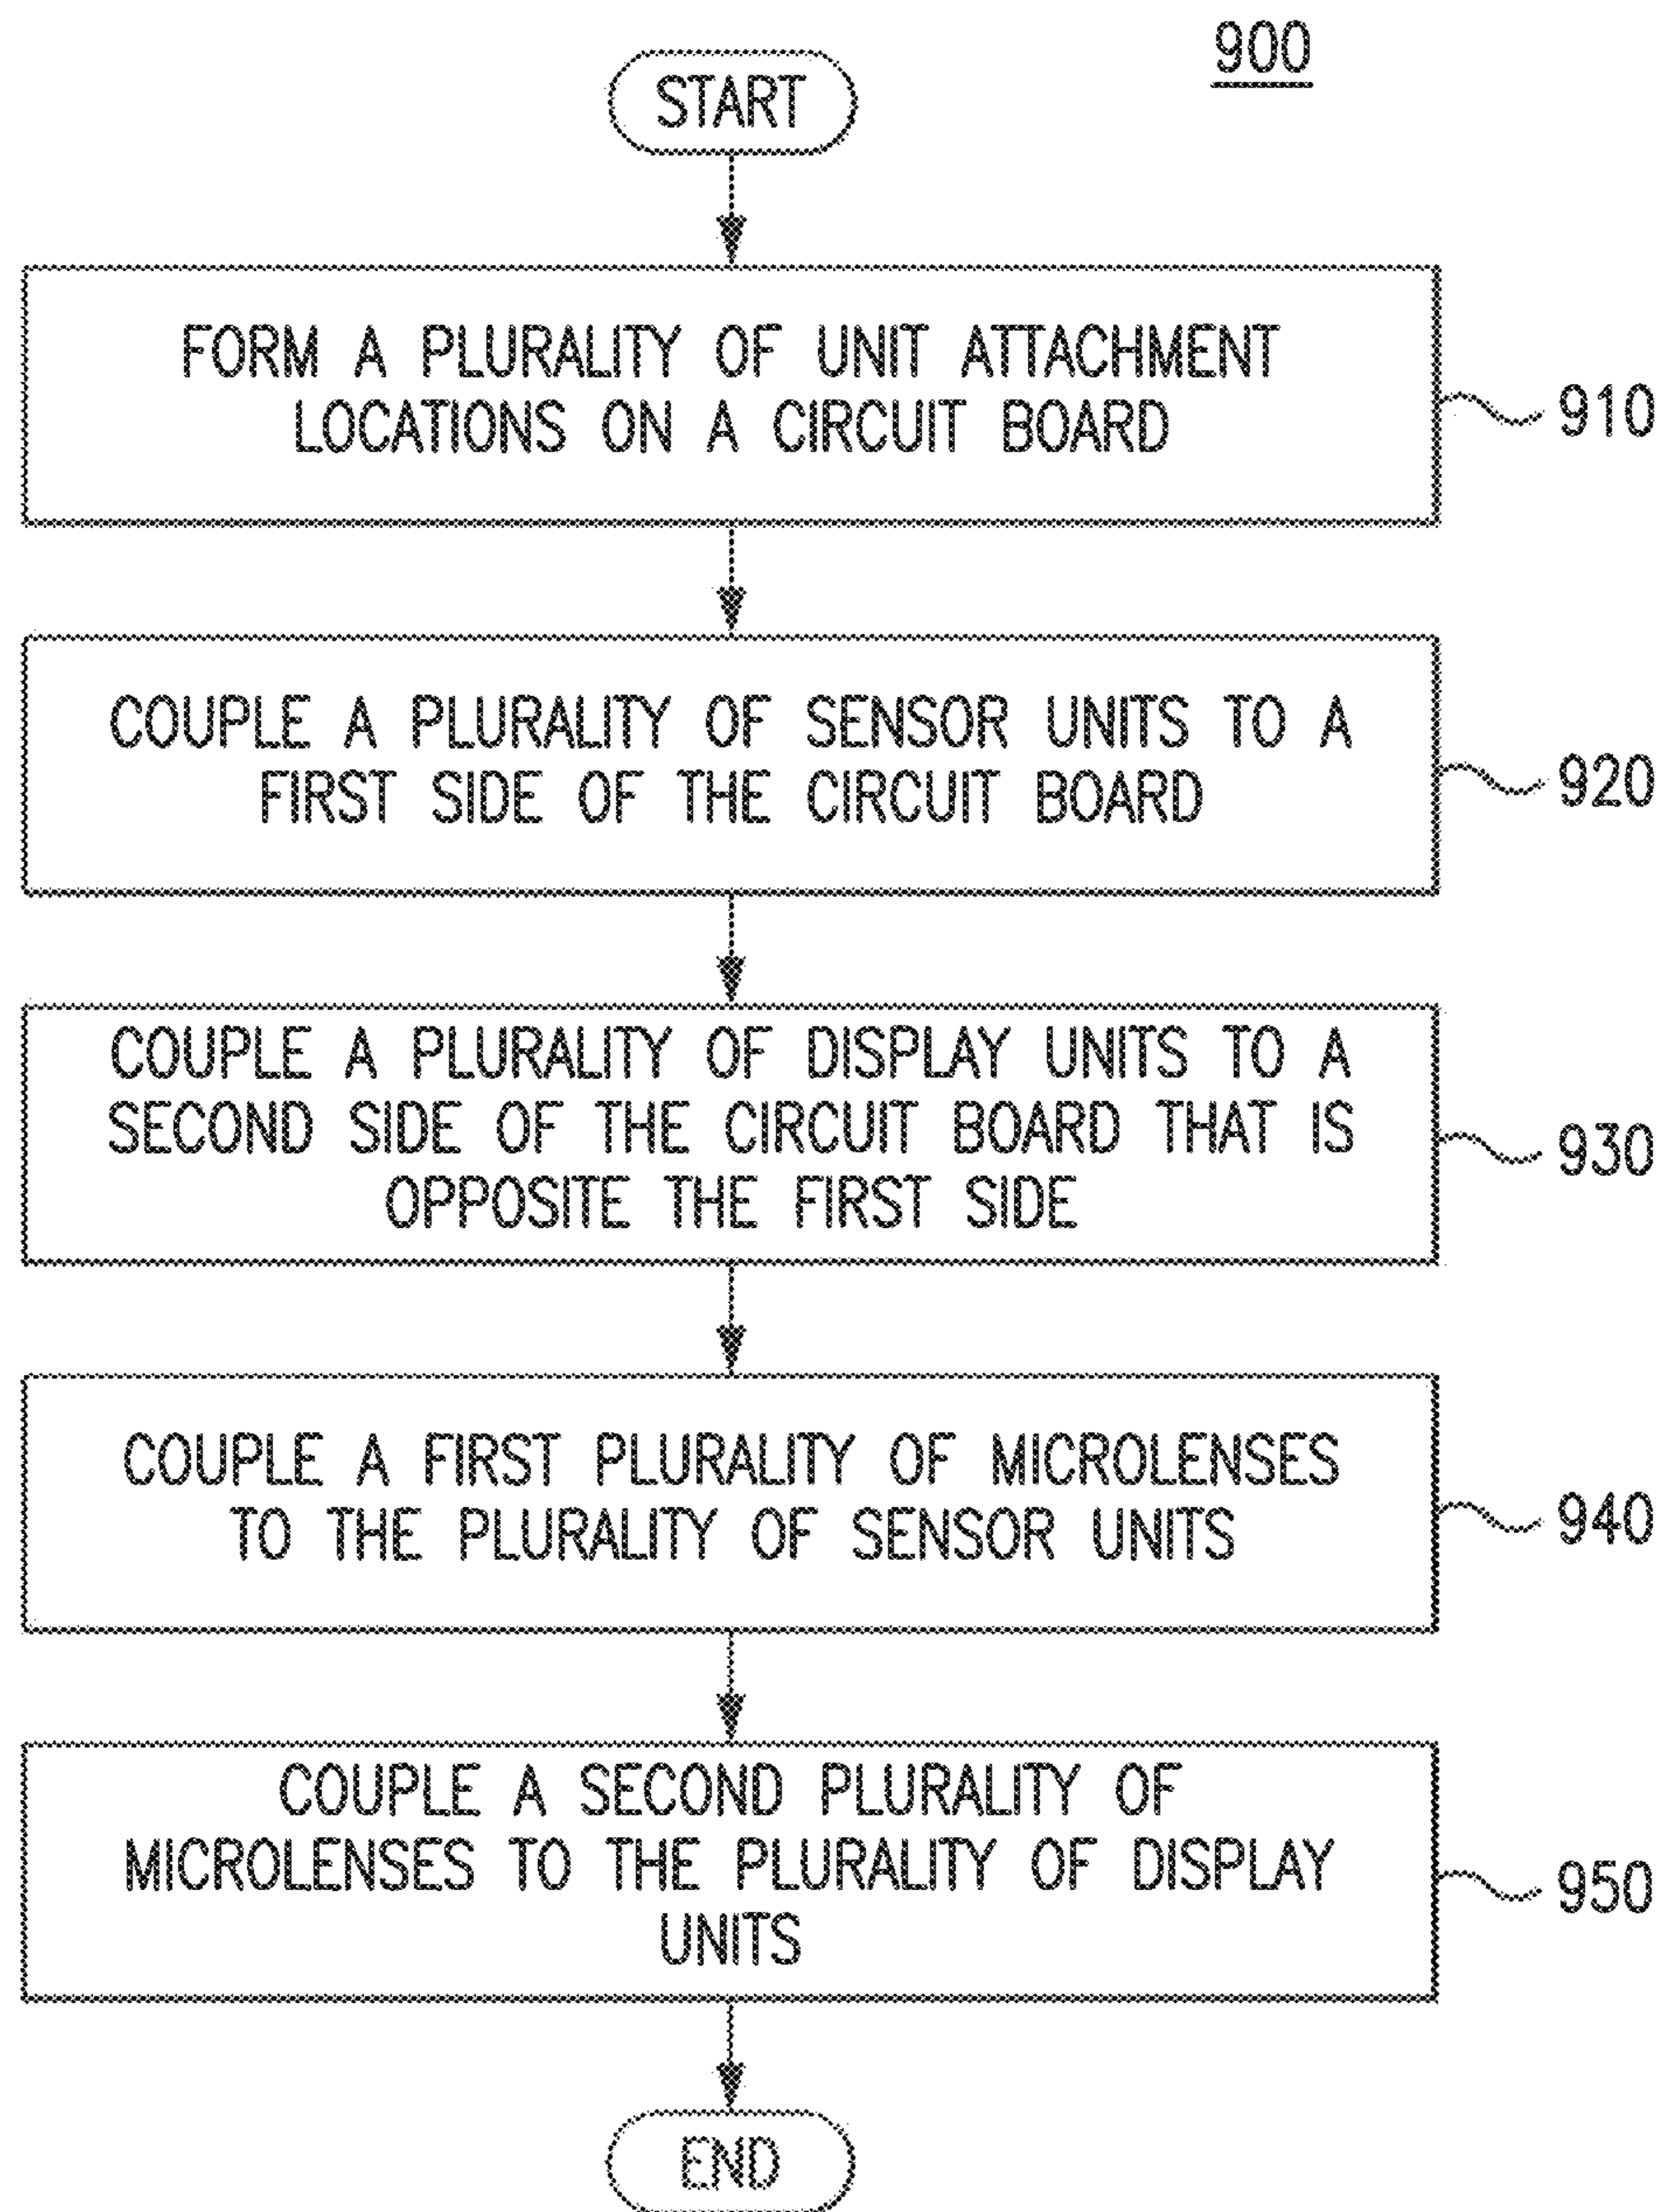 900
START
FORM A PLURALITY OF UNIT ATTACHMENT
LOCATIONS ON A CIRCUIT BOARD
910
COUPLE A PLURALITY OF SENSOR UNITS TO A
FIRST SIDE OF THE CIRCUIT BOARD
920
COUPLE A PLURALITY OF DISPLAY UNITS TO A
SECOND SIDE OF THE CIRCUIT BOARD THAT IS
OPPOSITE THE FIRST SIDE
930
COUPLE A FIRST PLURALITY OF MICROLENSES
TO THE PLURALITY OF SENSOR UNITS
940
COUPLE A SECOND PLURALITY OF
MICROLENSES TO THE PLURALITY OF DISPLAY
UNITS
950
END